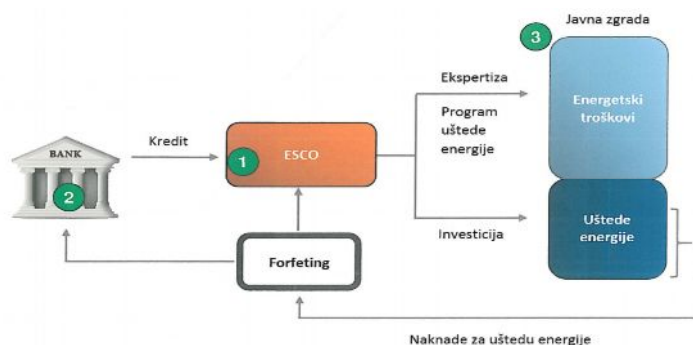 Javna zgrada
3
Ekspertiza
Energetski
troškovi
Program
uštede
energije
Kredit
BANK
2
1
ESCO
Uštede
energije
Investicija
Forfeting
Naknade za uštedu energije